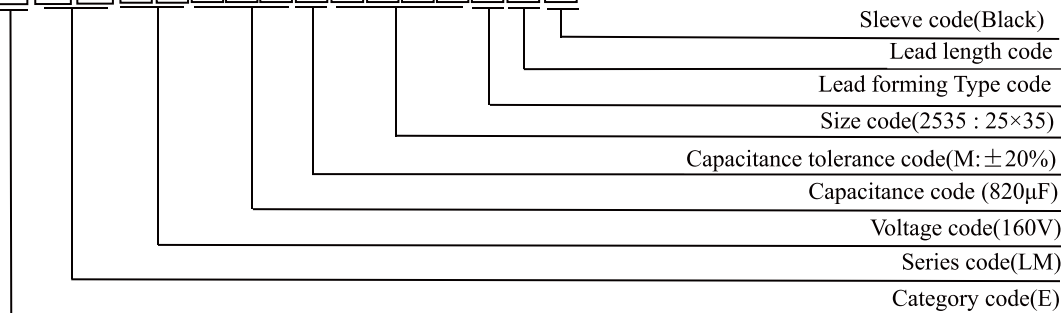 Sleeve code(Black)
Lead length code
Lead forming Type code
Size code(2535 : 25×35)
Capacitance tolerance code(M:±20%)
Capacitance code (820μF)
Voltage code(160V)
Series code(LM)
Category code(E)